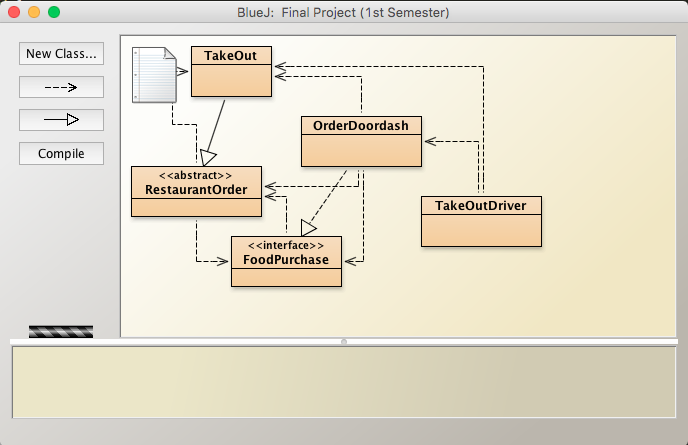 BlueJ: Final Project (1st Semester)
New Class...
Compile
TakeOut
OrderDoordash
<<abstract>>
RestaurantOrder
TakeOutDriver
<<interface>>
FoodPurchase